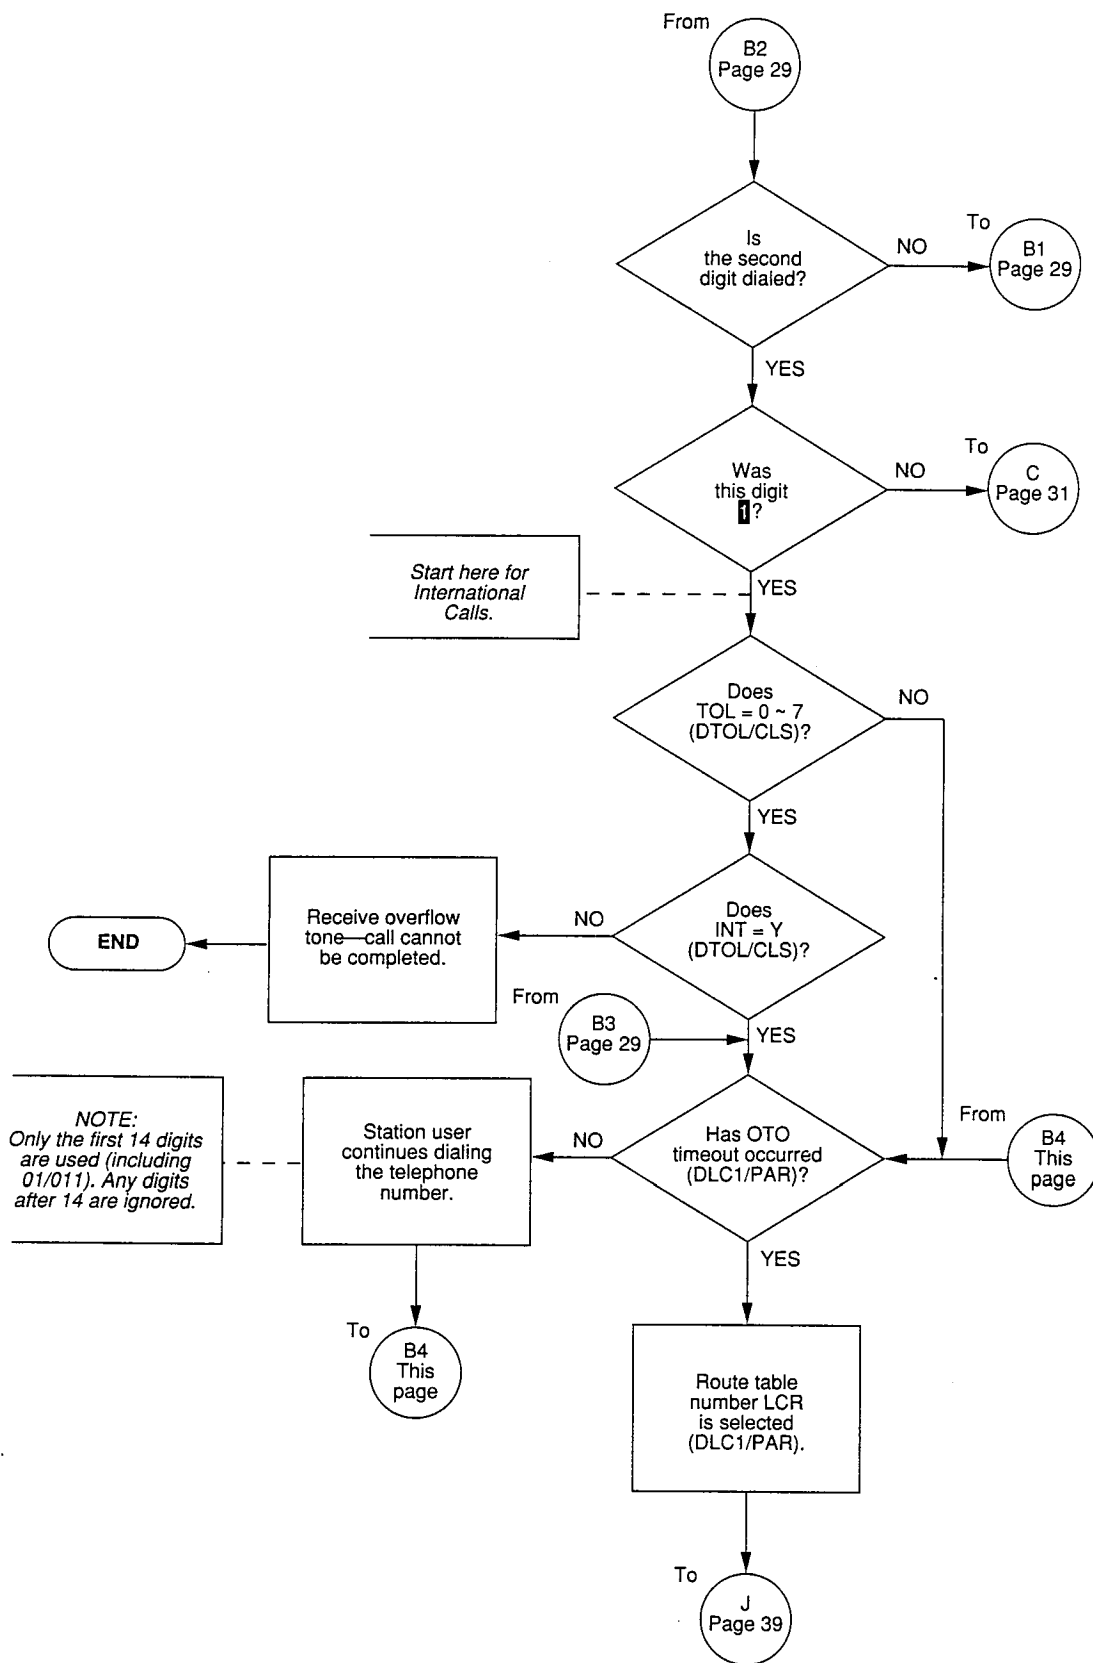 From
B2
Page 29
Is
the second
digit dialed?
NO
To
B1
Page 29
YES
Was
this digit
1?
NO
To
C
Page 31
Start here for
International
Calls.
YES
Does
TOL = 0 ~ 7
(DTOL/CLS)?
NO
YES
Does
INT = Y
(DTOL/CLS)?
NO
Receive overflow
tone—call cannot
be completed.
END
From
B3
Page 29
YES
NOTE:
Only the first 14 digits
are used (including
01/011). Any digits
after 14 are ignored.
Station user
continues dialing
the telephone
number.
NO
Has OTO
timeout occurred
(DLC1/PAR)?
From
B4
This
page
YES
To
B4
This
page
Route table
number LCR
is selected
(DLC1/PAR).
To
J
Page 39